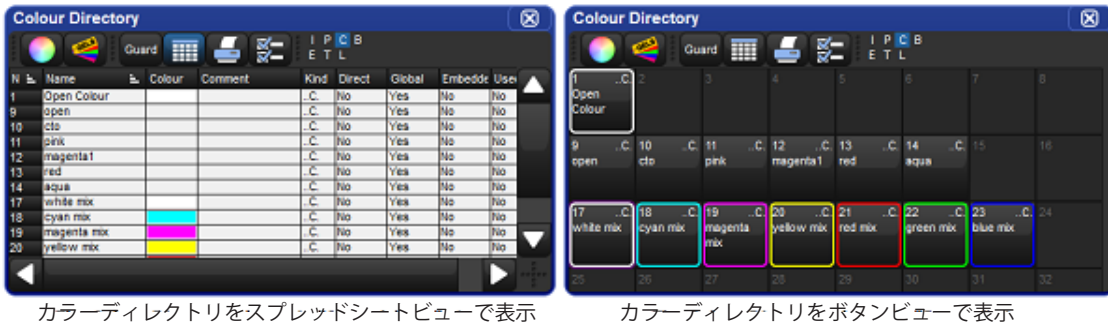 Colour Directory
Guard I P C B
E T L
N Name Colour Comment Kind Direct Global Embedde Use
1 Open Colour ..C. No Yes No No
9 open ..C. No Yes No No
10 cto ..C. No Yes No No
11 pink ..C. No Yes No No
12 magenta1 ..C. No Yes No No
13 red ..C. No Yes No No
14 aqua ..C. No Yes No No
17 white mix ..C. No Yes No No
18 cyan mix ..C. No Yes No No
19 magenta mix ..C. No Yes No No
20 yellow mix ..C. No Yes No No
カラーディレクトリをスプレッドシートビューで表示
Colour Directory
Guard I P C B
E T L
1 ..C. 2 3 4 5 6 7 8
Open
Colour
9 ..C. 10 ..C. 11 ..C. 12 ..C. 13 ..C. 14 ..C. 15 16
open cto pink magenta1 red aqua
17 ..C. 18 ..C. 19 ..C. 20 ..C. 21 ..C. 22 ..C. 23 ..C. 24
white mix cyan mix magenta yellow mix red mix green mix blue mix
mix
25 26 27 28 29 30 31 32
カラーディレクトリをボタンビューで表示